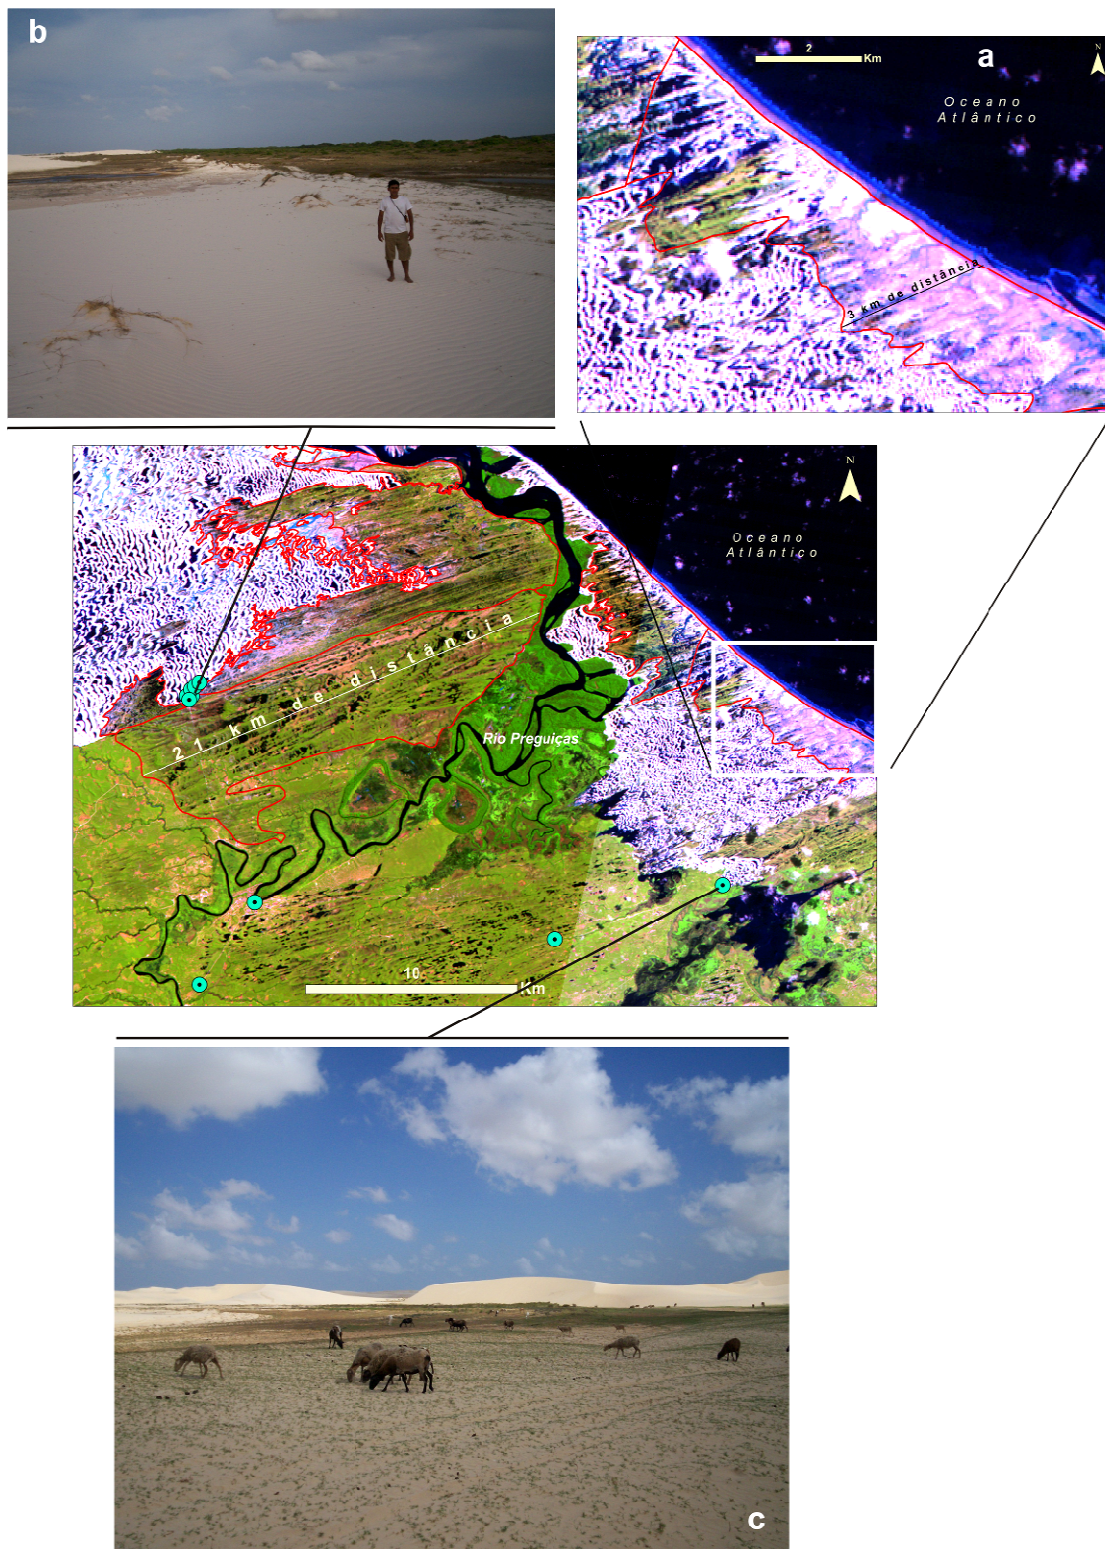 b
2
Km
a
N
Oceano
Atlântico
3 km de distância
N
Oceano
Atlântico
21 km de distância
Rio Preguiças
10
Km
c